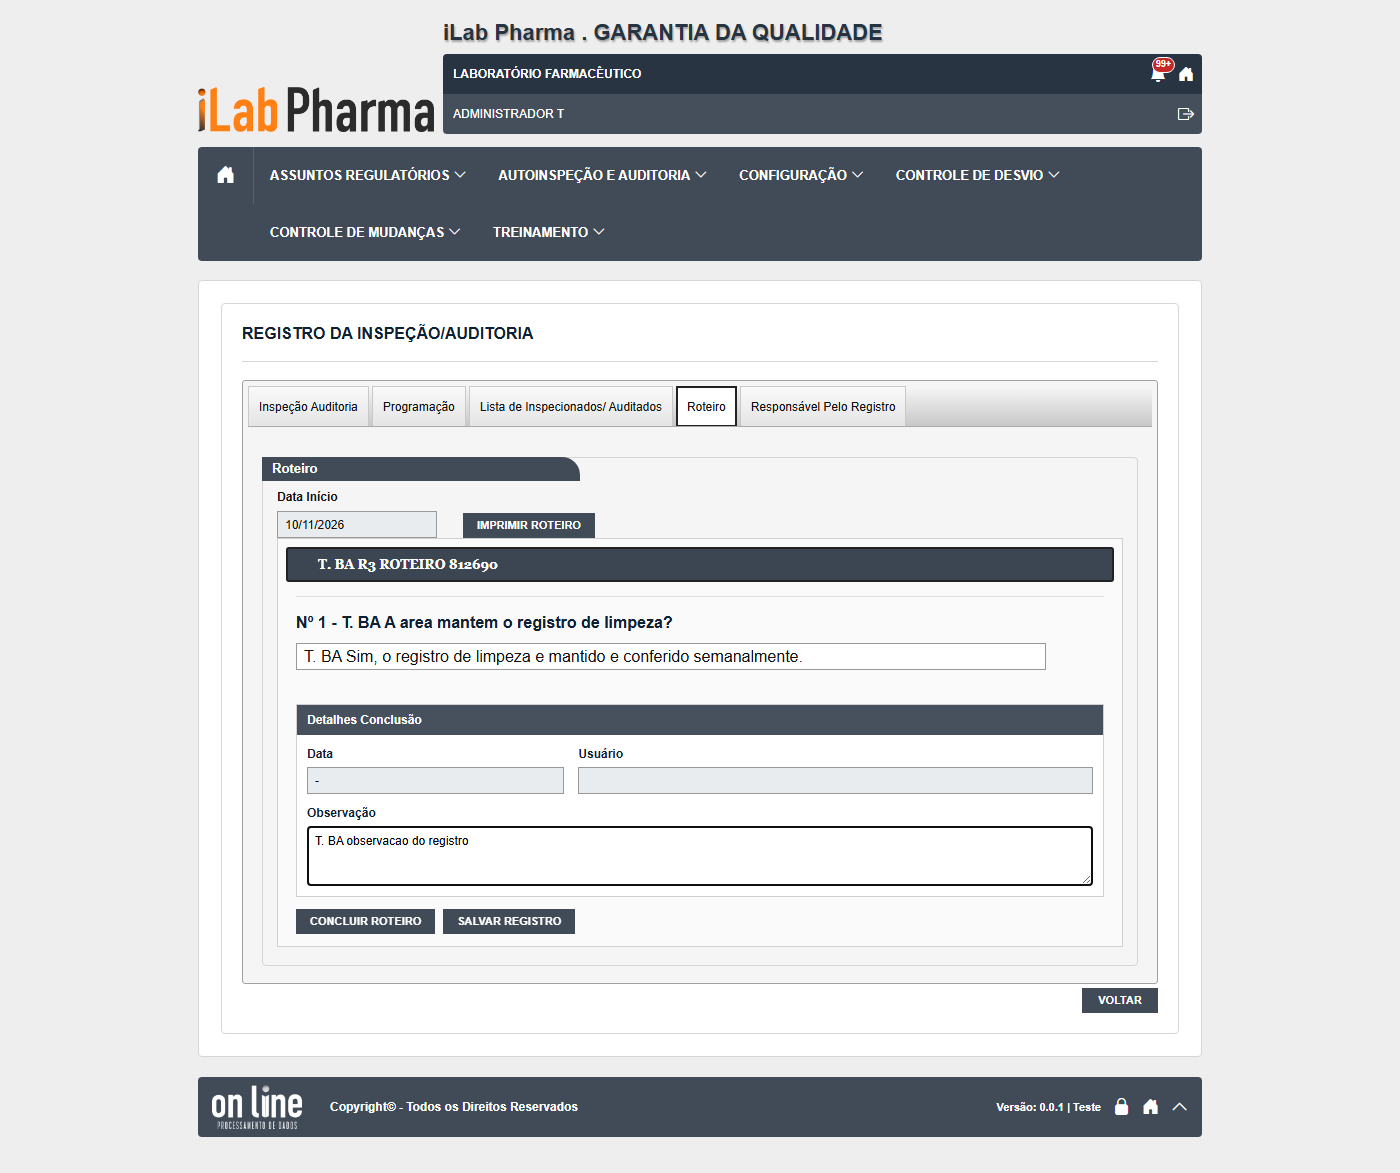 iLab Pharma . GARANTIA DA QUALIDADE
iLab Pharma
LABORATÓRIO FARMACÊUTICO
99+
ADMINISTRADOR T
ASSUNTOS REGULATÓRIOS
AUTOINSPEÇÃO E AUDITORIA
CONFIGURAÇÃO
CONTROLE DE DESVIO
CONTROLE DE MUDANÇAS
TREINAMENTO
REGISTRO DA INSPEÇÃO/AUDITORIA
Inspeção Auditoria
Programação
Lista de Inspecionados/ Auditados
Roteiro
Responsável Pelo Registro
Roteiro
Data Início
10/11/2026
IMPRIMIR ROTEIRO
T. BA R3 ROTEIRO 812690
Nº 1 - T. BA A area mantem o registro de limpeza?
T. BA Sim, o registro de limpeza e mantido e conferido semanalmente.
Detalhes Conclusão
Data
Usuário
-
Observação
T. BA observacao do registro
CONCLUIR ROTEIRO
SALVAR REGISTRO
VOLTAR
on line
PROCESSAMENTO DE DADOS
Copyright© - Todos os Direitos Reservados
Versão: 0.0.1 | Teste